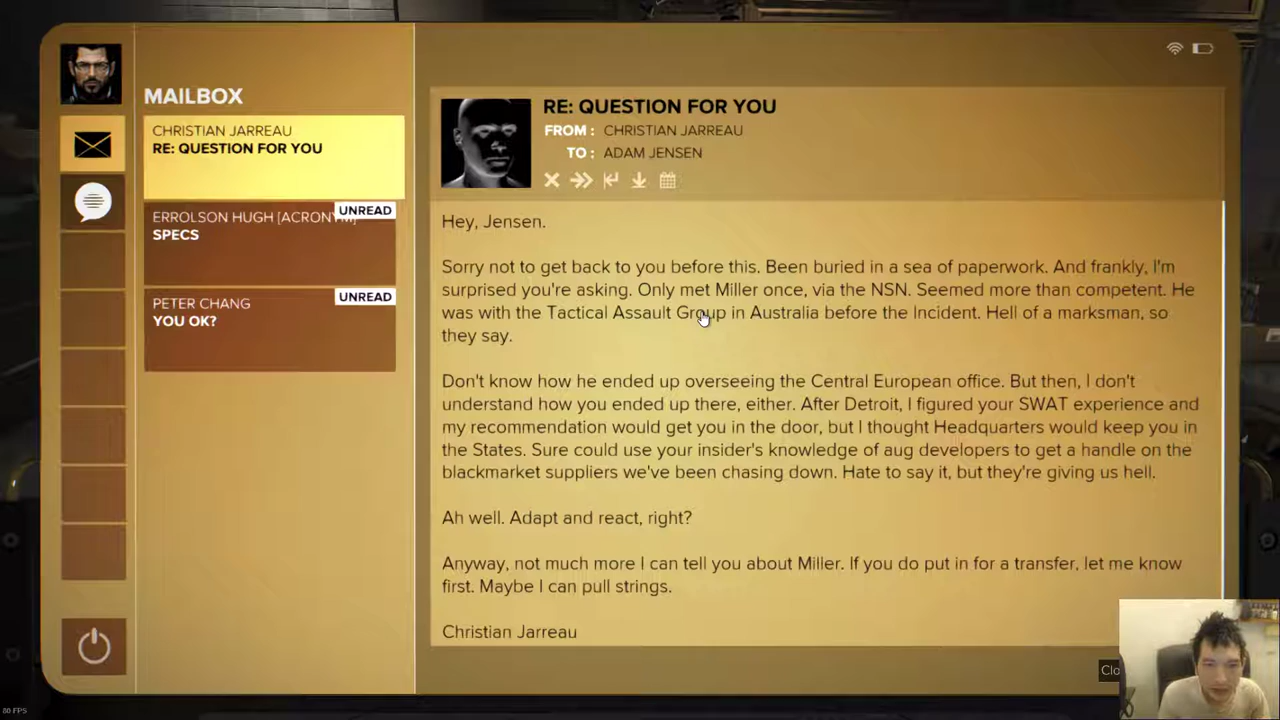 MAILBOX
CHRISTIAN JARREAU
RE: QUESTION FOR YOU
UNREAD
ERROLSON HUGH [ACRONYM]
SPECS
UNREAD
PETER CHANG
YOU OK?
RE: QUESTION FOR YOU
FROM : CHRISTIAN JARREAU
TO : ADAM JENSEN
Hey, Jensen.
Sorry not to get back to you before this. Been buried in a sea of paperwork. And frankly, I'm
surprised you're asking. Only met Miller once, via the NSN. Seemed more than competent. He
was with the Tactical Assault Group in Australia before the Incident. Hell of a marksman, so
they say.
Don't know how he ended up overseeing the Central European office. But then, I don't
understand how you ended up there, either. After Detroit, I figured your SWAT experience and
my recommendation would get you in the door, but I thought Headquarters would keep you in
the States. Sure could use your insider's knowledge of aug developers to get a handle on the
blackmarket suppliers we've been chasing down. Hate to say it, but they're giving us hell.
Ah well. Adapt and react, right?
Anyway, not much more I can tell you about Miller. If you do put in for a transfer, let me know
first. Maybe I can pull strings.
Christian Jarreau
Clo
80 FPS